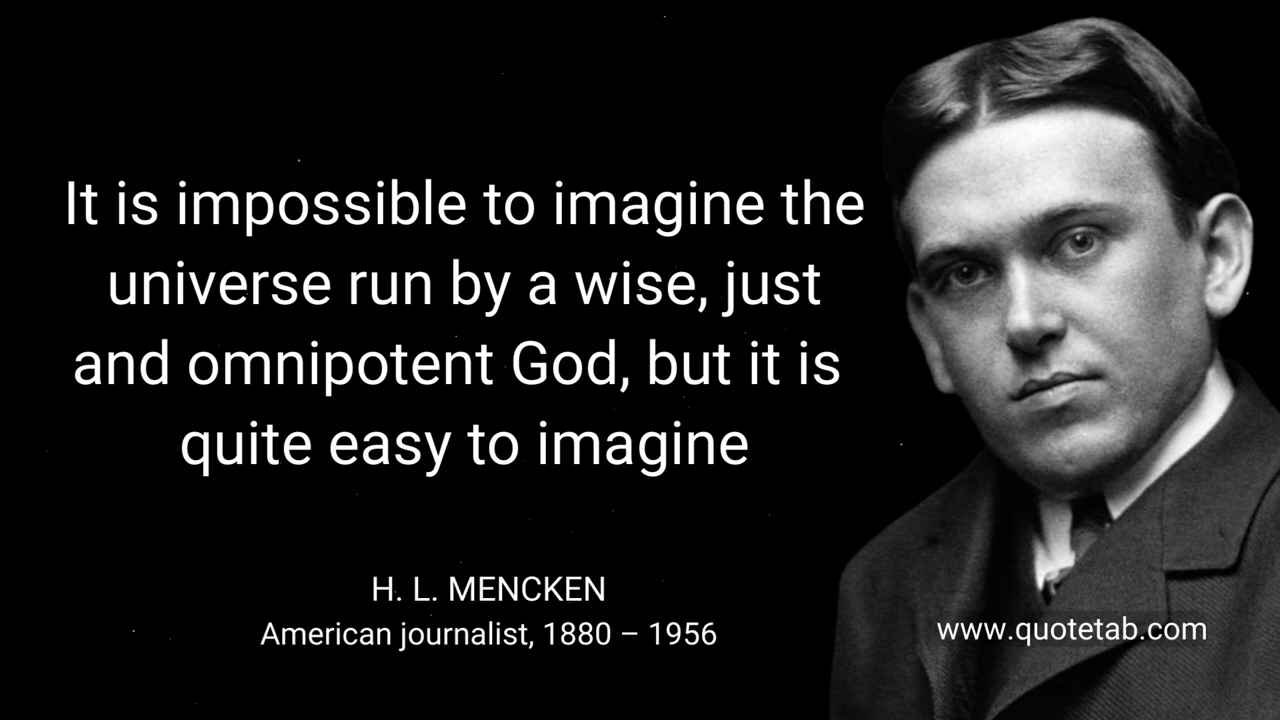 It is impossible to imagine the
universe run by a wise, just
and omnipotent God, but it is
quite easy to imagine
H. L. MENCKEN
American journalist, 1880 – 1956
www.quotetab.com